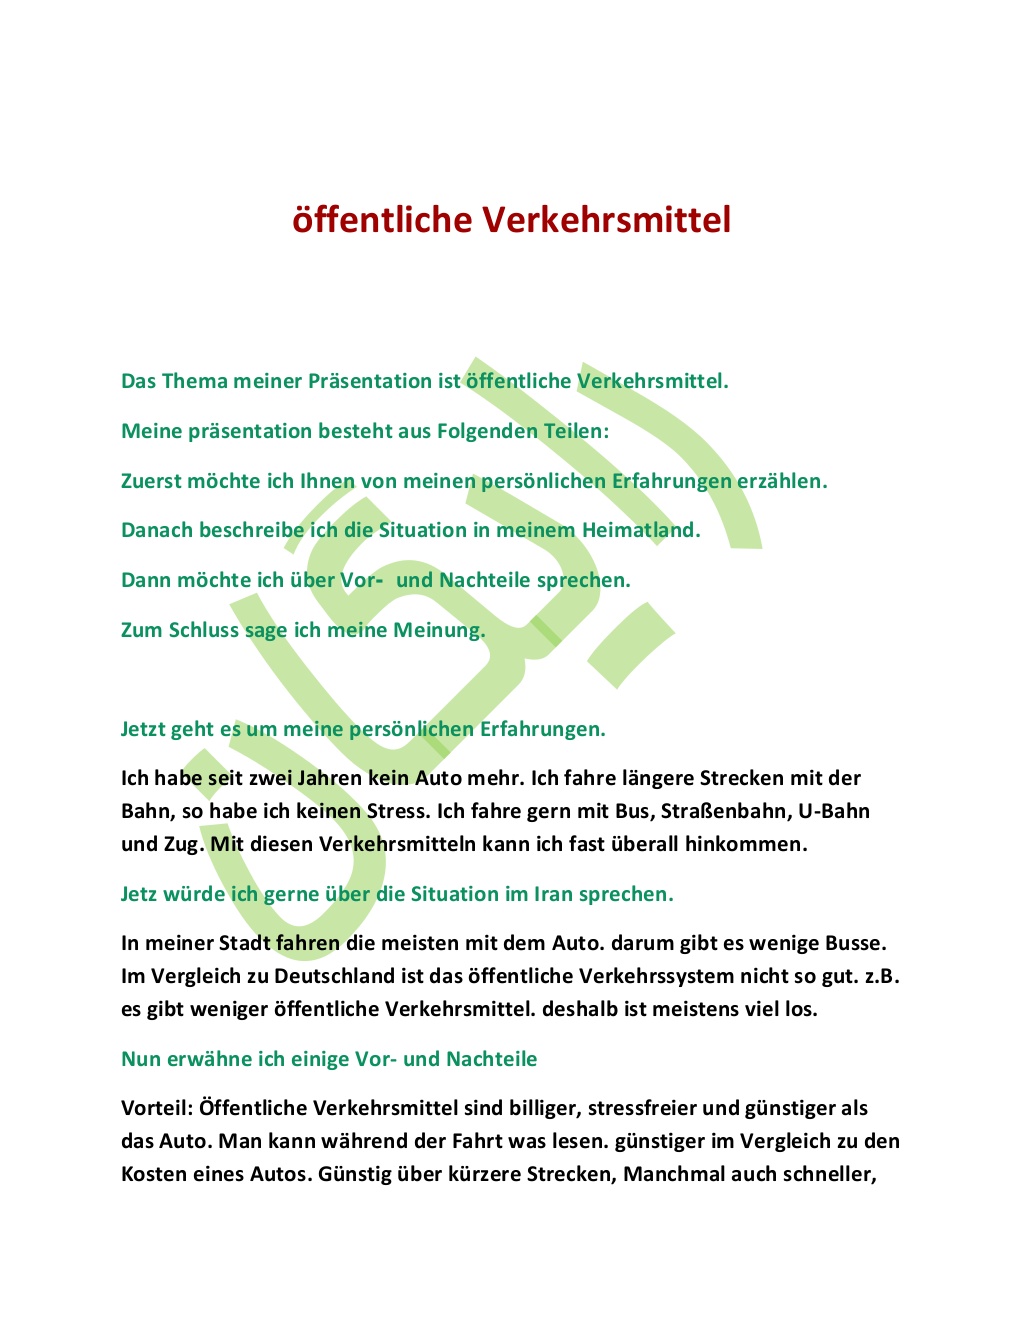 öffentliche Verkehrsmittel
Das Thema meiner Präsentation ist öffentliche Verkehrsmittel.
Meine präsentation besteht aus Folgenden Teilen:
Zuerst möchte ich Ihnen von meinen persönlichen Erfahrungen erzählen.
Danach beschreibe ich die Situation in meinem Heimatland.
Dann möchte ich über Vor-  und Nachteile sprechen.
Zum Schluss sage ich meine Meinung.
Jetzt geht es um meine persönlichen Erfahrungen.
Ich habe seit zwei Jahren kein Auto mehr. Ich fahre längere Strecken mit der
Bahn, so habe ich keinen Stress. Ich fahre gern mit Bus, Straßenbahn, U-Bahn
und Zug. Mit diesen Verkehrsmitteln kann ich fast überall hinkommen.
Jetz würde ich gerne über die Situation im Iran sprechen.
In meiner Stadt fahren die meisten mit dem Auto. darum gibt es wenige Busse.
Im Vergleich zu Deutschland ist das öffentliche Verkehrssystem nicht so gut. z.B.
es gibt weniger öffentliche Verkehrsmittel. deshalb ist meistens viel los.
Nun erwähne ich einige Vor- und Nachteile
Vorteil: Öffentliche Verkehrsmittel sind billiger, stressfreier und günstiger als
das Auto. Man kann während der Fahrt was lesen. günstiger im Vergleich zu den
Kosten eines Autos. Günstig über kürzere Strecken, Manchmal auch schneller,
رایگان